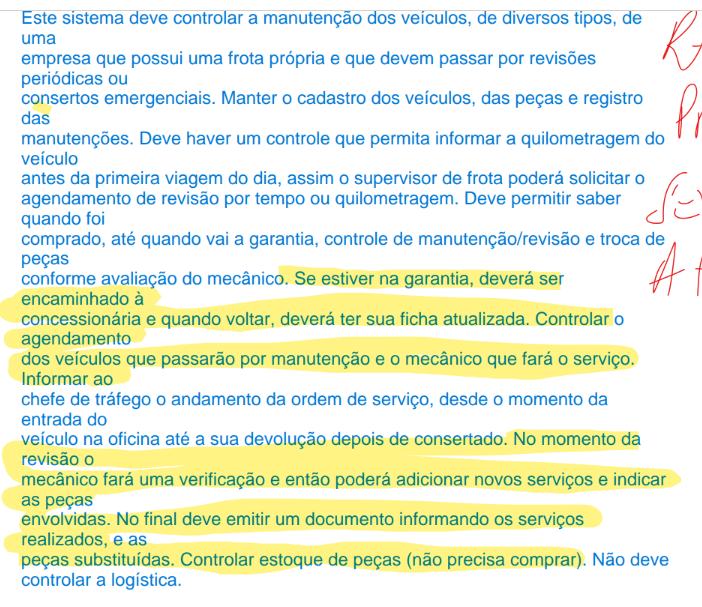 Este sistema deve controlar a manutenção dos veículos, de diversos tipos, de
uma
empresa que possui uma frota própria e que devem passar por revisões
periódicas ou
consertos emergenciais. Manter o cadastro dos veículos, das peças e registro
das
manutenções. Deve haver um controle que permita informar a quilometragem do
veículo
antes da primeira viagem do dia, assim o supervisor de frota poderá solicitar o
agendamento de revisão por tempo ou quilometragem. Deve permitir saber
quando foi
comprado, até quando vai a garantia, controle de manutenção/revisão e troca de
peças
conforme avaliação do mecânico. Se estiver na garantia, deverá ser
encaminhado à
concessionária e quando voltar, deverá ter sua ficha atualizada. Controlar o
agendamento
dos veículos que passarão por manutenção e o mecânico que fará o serviço.
Informar ao
chefe de tráfego o andamento da ordem de serviço, desde o momento da
entrada do
veículo na oficina até a sua devolução depois de consertado. No momento da
revisão o
mecânico fará uma verificação e então poderá adicionar novos serviços e indicar
as peças
envolvidas. No final deve emitir um documento informando os serviços
realizados, e as
peças substituídas. Controlar estoque de peças (não precisa comprar). Não deve
controlar a logística.